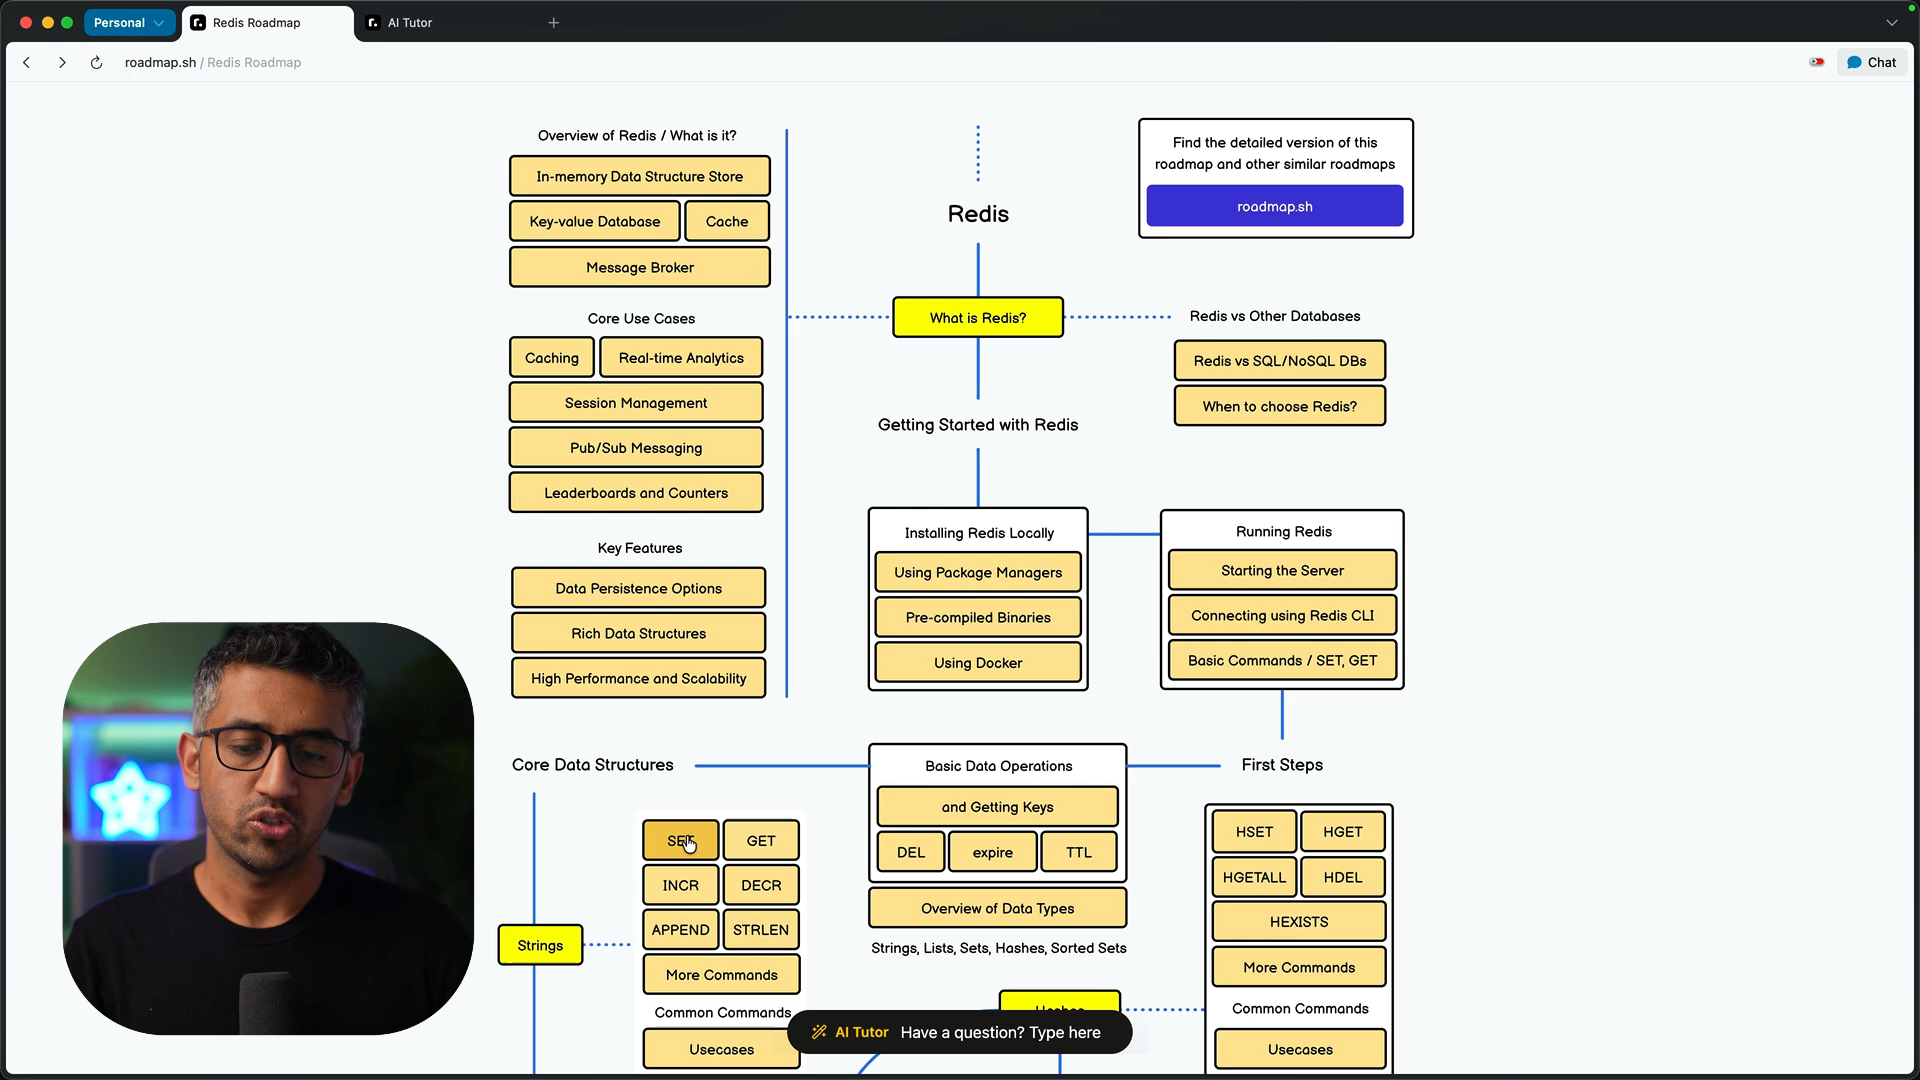 Personal
Redis Roadmap
AI Tutor
roadmap.sh / Redis Roadmap
Chat
Overview of Redis / What is it?
In-memory Data Structure Store
Key-value Database
Cache
Message Broker
Core Use Cases
Caching
Real-time Analytics
Session Management
Pub/Sub Messaging
Leaderboards and Counters
Key Features
Data Persistence Options
Rich Data Structures
High Performance and Scalability
Redis
What is Redis?
Getting Started with Redis
Find the detailed version of this
roadmap and other similar roadmaps
roadmap.sh
Redis vs Other Databases
Redis vs SQL/NoSQL DBs
When to choose Redis?
Installing Redis Locally
Using Package Managers
Pre-compiled Binaries
Using Docker
Running Redis
Starting the Server
Connecting using Redis CLI
Basic Commands / SET, GET
Core Data Structures
Basic Data Operations
and Getting Keys
DEL
expire
TTL
Overview of Data Types
Strings, Lists, Sets, Hashes, Sorted Sets
First Steps
Strings
SET
GET
INCR
DECR
APPEND
STRLEN
More Commands
Common Commands
Usecases
Hashes
HSET
HGET
HGETALL
HDEL
HEXISTS
More Commands
Common Commands
Usecases
AI Tutor Have a question? Type here